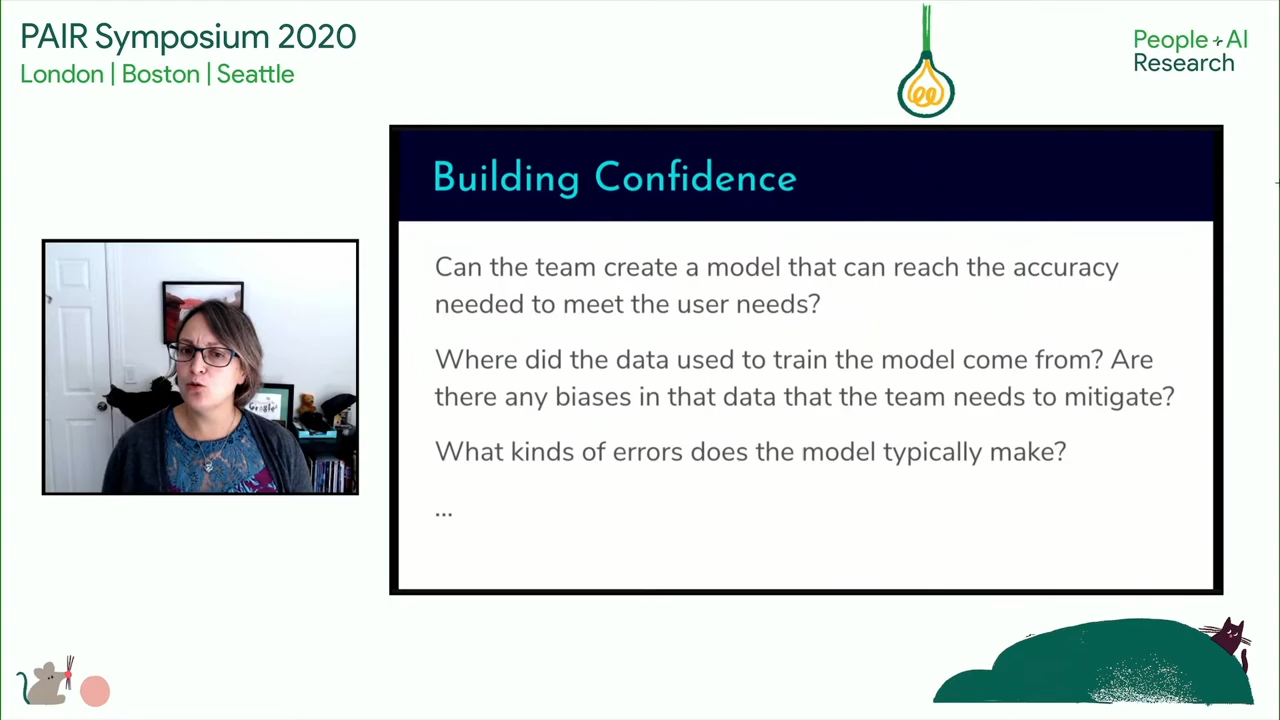 PAIR Symposium 2020
London | Boston | Seattle
People + AI
Research
Building Confidence
Can the team create a model that can reach the accuracy
needed to meet the user needs?
Where did the data used to train the model come from? Are
there any biases in that data that the team needs to mitigate?
What kinds of errors does the model typically make?
...
Google